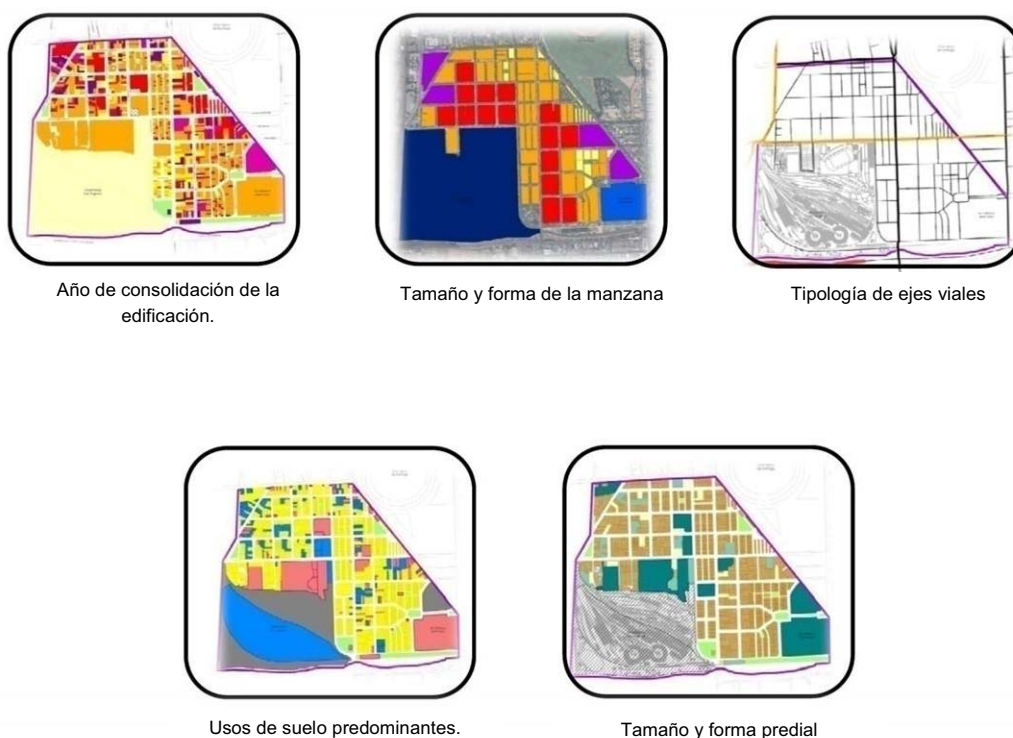 Año de consolidación de la
edificación.
Tamaño y forma de la manzana
Tipología de ejes viales
Usos de suelo predominantes.
Tamaño y forma predial